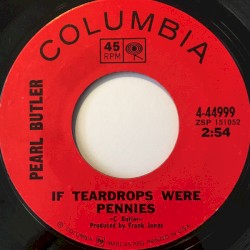 COLUMBIA
45
RPM
PEARL BUTLER
4-44999
ZSP 151052
2:54
IF TEARDROPS WERE
PENNIES
-C. Butler-
Produced by Frank Jones